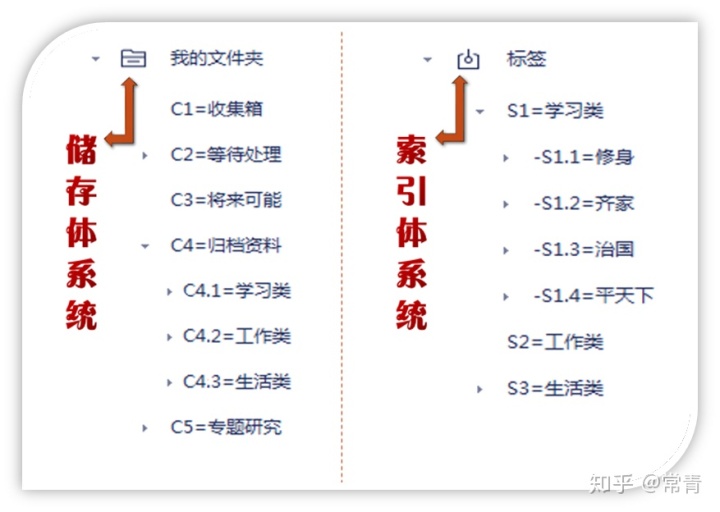 我的文件夹
C1=收集箱
C2=等待处理
C3=将来可能
C4=归档资料
C4.1=学习类
C4.2=工作类
C4.3=生活类
C5=专题研究
储存体系统
标签
S1=学习类
-S1.1=修身
-S1.2=齐家
-S1.3=治国
-S1.4=平天下
S2=工作类
S3=生活类
索引体系统
知乎 @常青